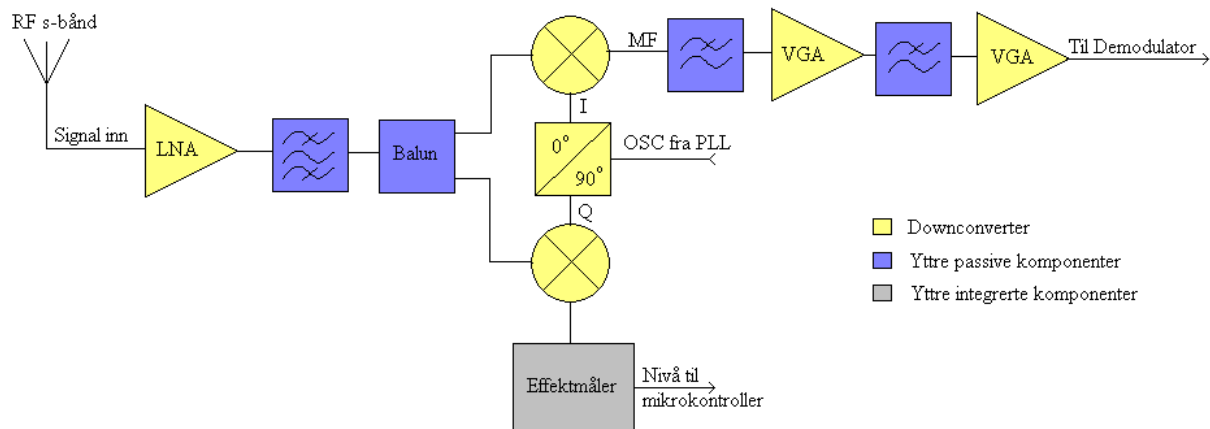 RF s-bånd
Signal inn
LNA
Balun
MF
VGA
VGA
Til Demodulator
I
0°
90°
OSC fra PLL
Q
Effektmåler
Nivå til
mikrokontroller
Downconverter
Yttre passive komponenter
Yttre integrerte komponenter